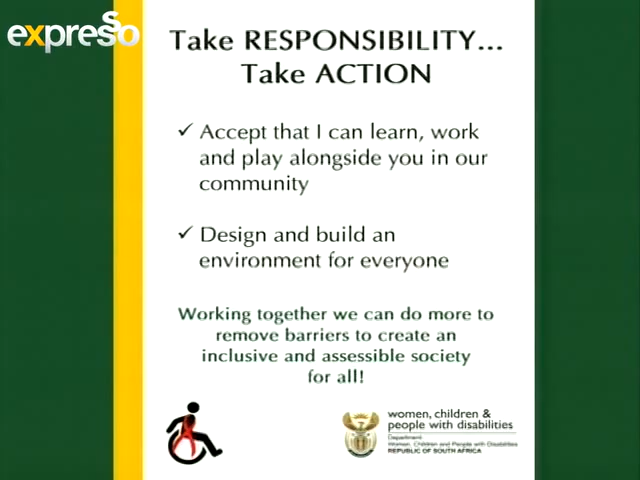 expresso
Take RESPONSIBILITY...
Take ACTION
✓ Accept that I can learn, work
and play alongside you in our
community
✓ Design and build an
environment for everyone
Working together we can do more to
remove barriers to create an
inclusive and assessible society
for all!
women, children &
people with disabilities
Department:
Women, Children and People with Disabilities
REPUBLIC OF SOUTH AFRICA